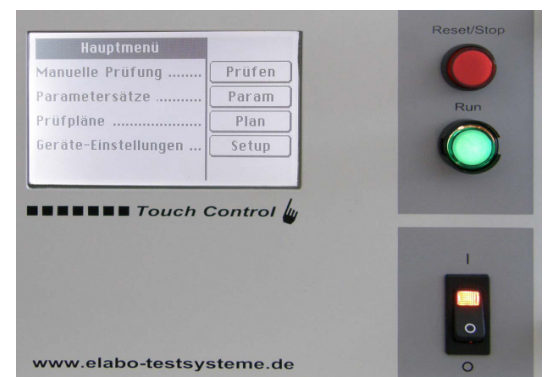 Hauptmenü
Manuelle Prüfung ........ Prüfen
Parametersätze ........... Param
Prüfpläne .................... Plan
Geräte-Einstellungen ... Setup
Touch Control
www.elabo-testsysteme.de
Reset/Stop
Run
I
O
O